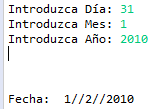 Introduzca Día: 31
Introduzca Mes: 1
Introduzca Año: 2010
Fecha: 1//2//2010